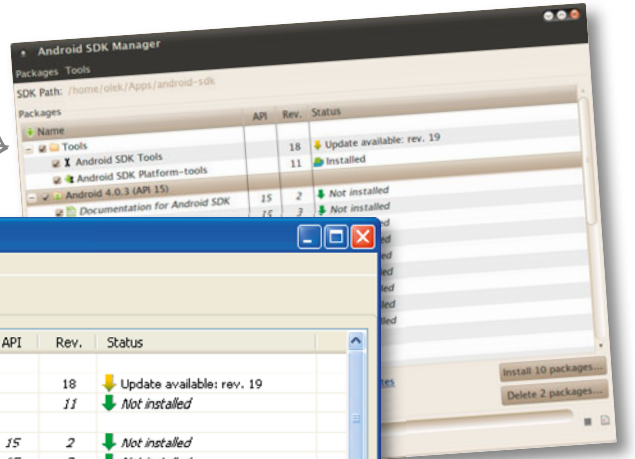 Android SDK Manager
Packages Tools
SDK Path: /home/olek/Apps/android-sdk
Packages
Name API Rev. Status
Tools
Android SDK Tools 18 Update available: rev. 19
Android SDK Platform-tools 11 Installed
Android 4.0.3 (API 15)
Documentation for Android SDK 15 2 Not installed
15 3 Not installed
Install 10 packages...
Delete 2 packages...
API Rev. Status
18 Update available: rev. 19
11 Not installed
15 2 Not installed